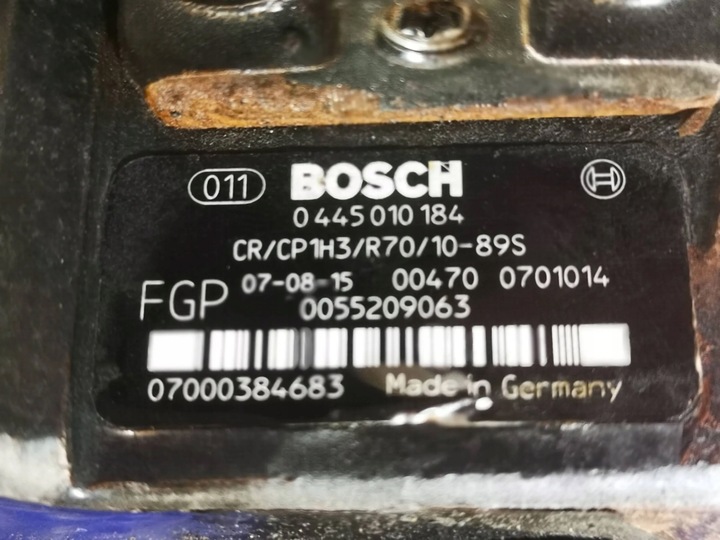 011 BOSCH
0 445 010 184
CR/CP1H3/R70/10-89S
FGP 07-08-15 00470 0701014
0055209063
07000384683 Made in Germany